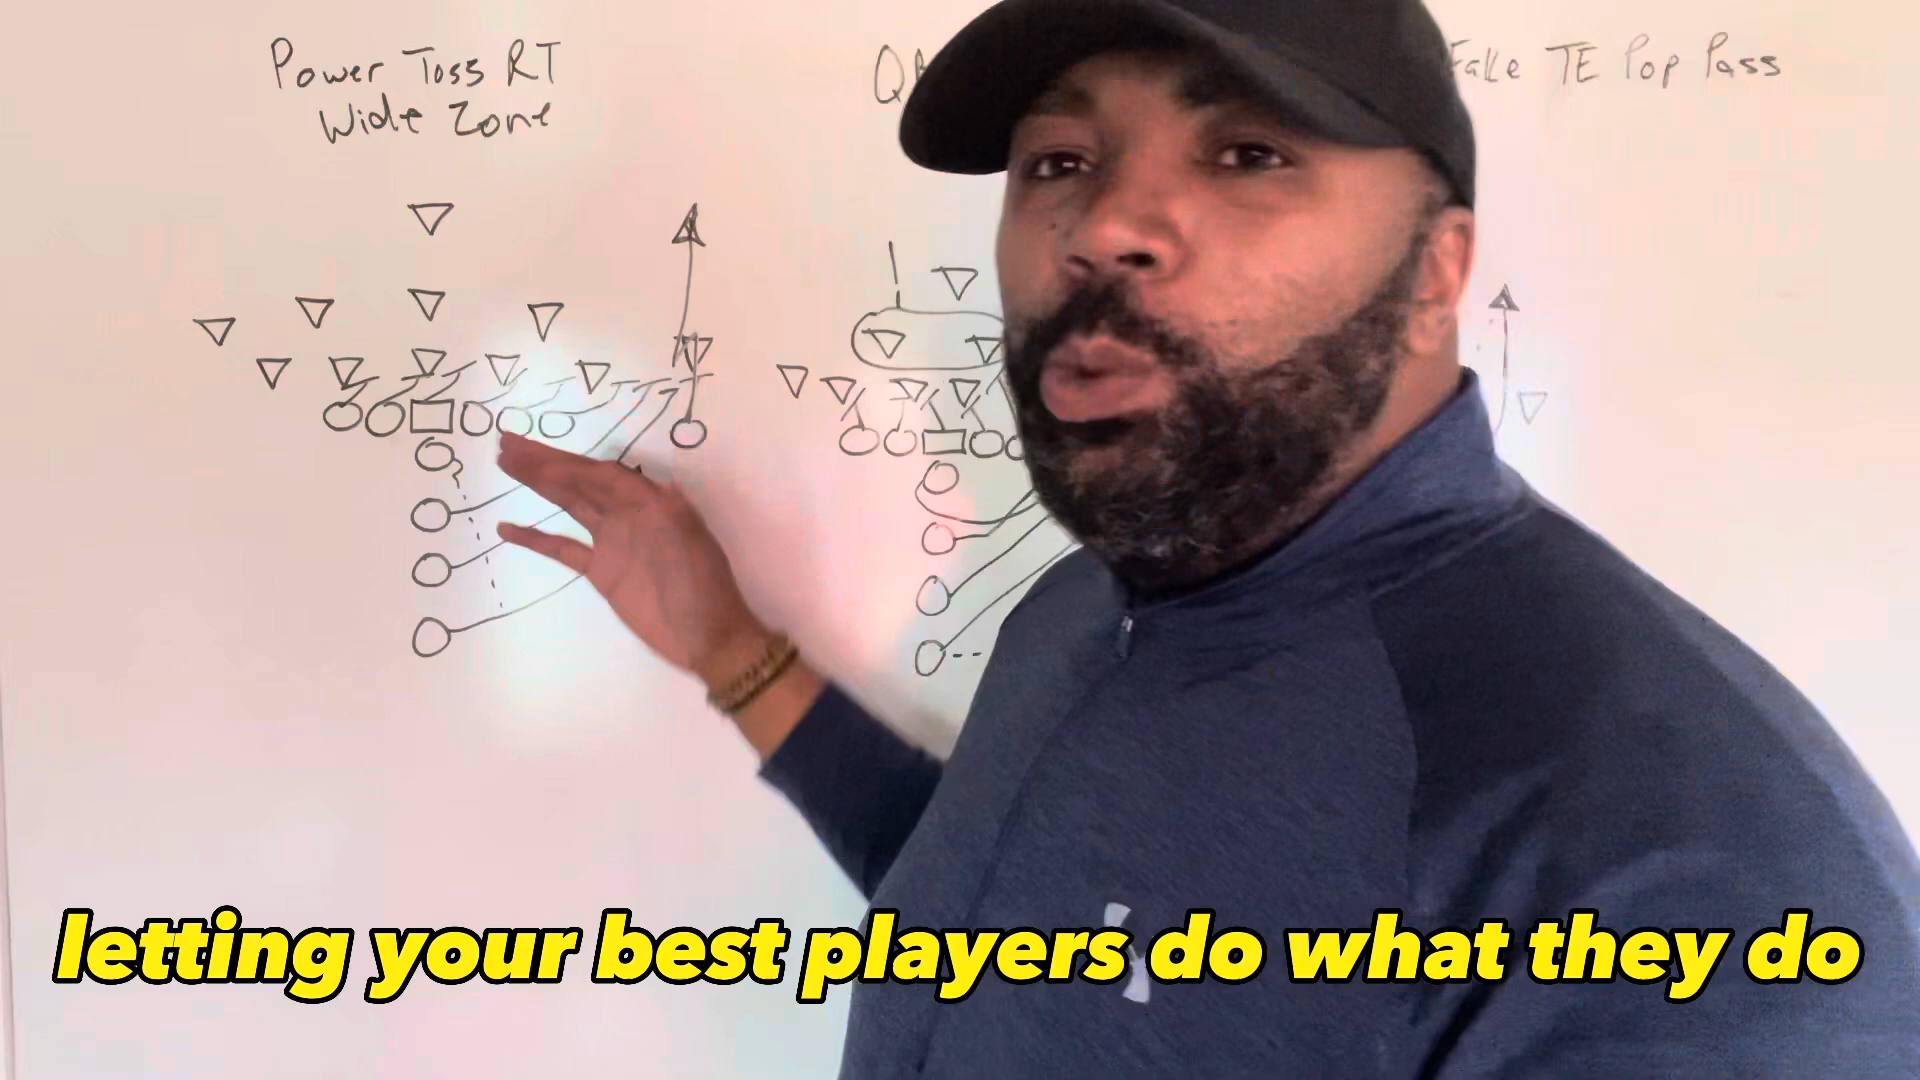 Power Toss RT
Wide Zone
Fake TE Pop Pass
letting your best players do what they do